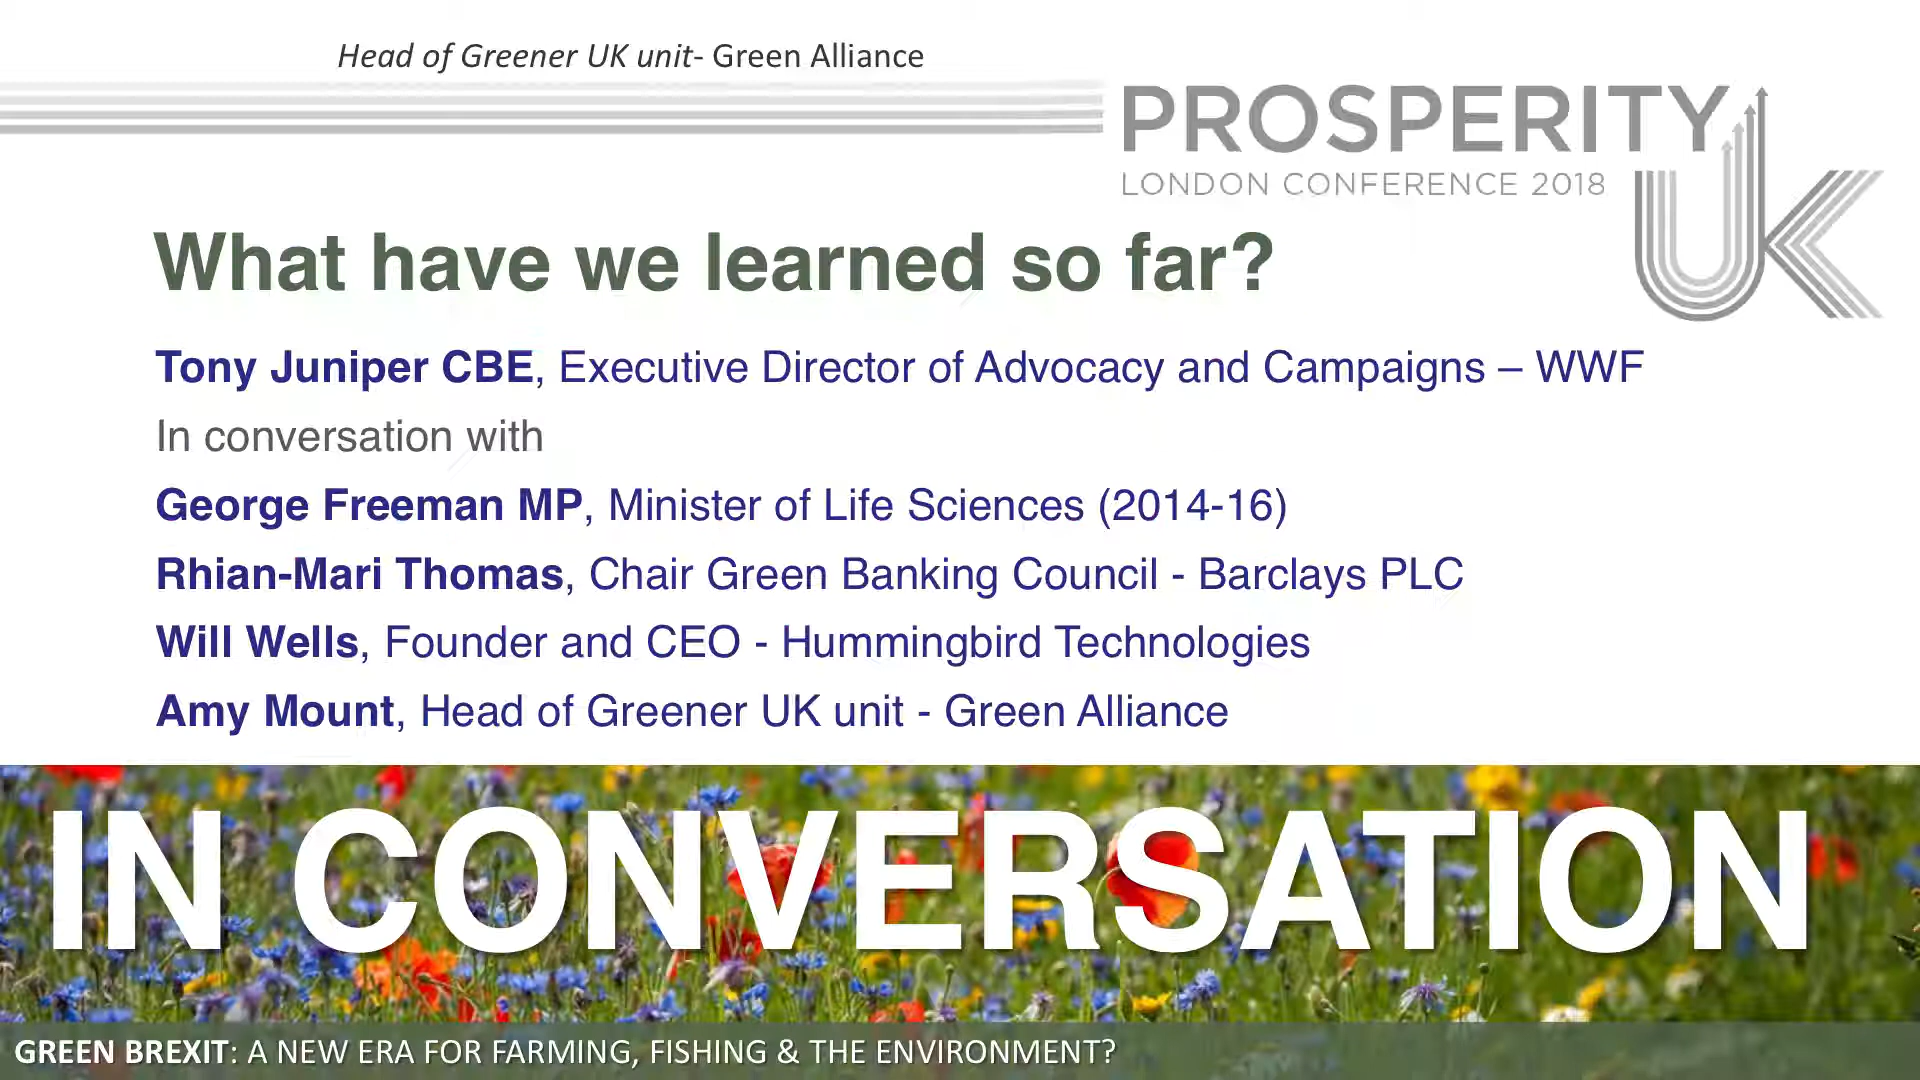 Head of Greener UK unit- Green Alliance
PROSPERITY
UK
LONDON CONFERENCE 2018
What have we learned so far?
Tony Juniper CBE, Executive Director of Advocacy and Campaigns – WWF
In conversation with
George Freeman MP, Minister of Life Sciences (2014-16)
Rhian-Mari Thomas, Chair Green Banking Council - Barclays PLC
Will Wells, Founder and CEO - Hummingbird Technologies
Amy Mount, Head of Greener UK unit - Green Alliance
IN CONVERSATION
GREEN BREXIT: A NEW ERA FOR FARMING, FISHING & THE ENVIRONMENT?